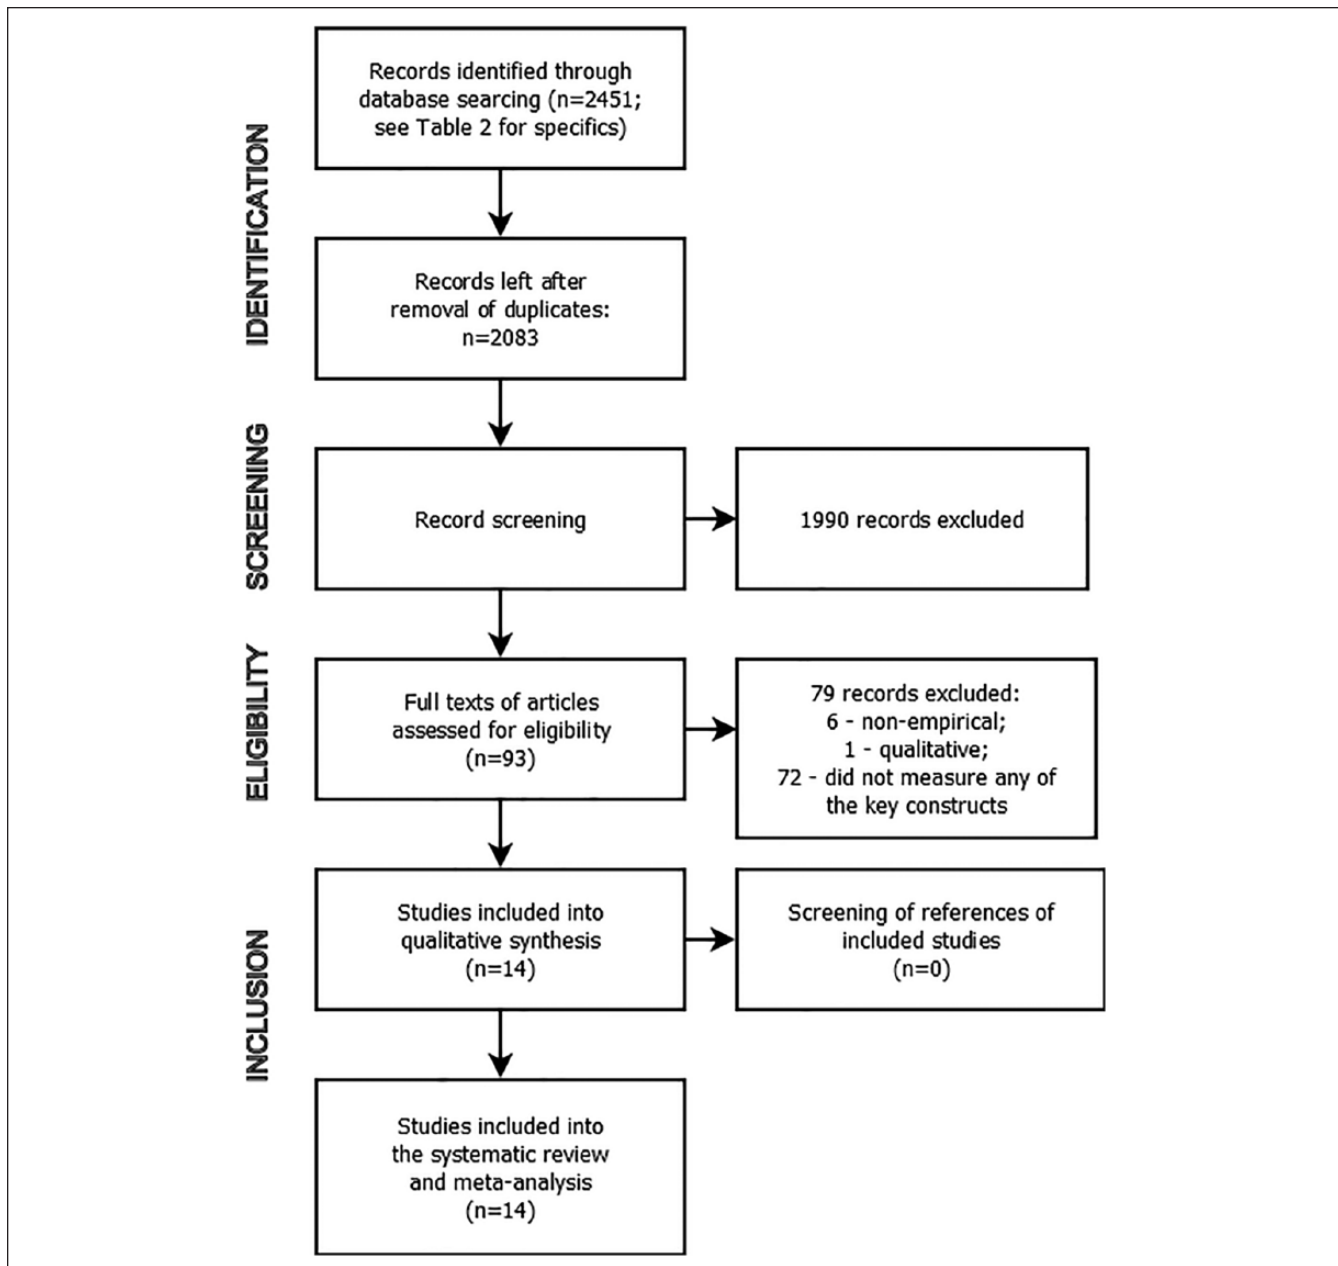 IDENTIFICATION
Records identified through
database searcing (n=2451;
see Table 2 for specifics)
Records left after
removal of duplicates:
n=2083
SCREENING
Record screening
1990 records excluded
ELIGIBILITY
Full texts of articles
assessed for eligibility
(n=93)
79 records excluded:
6 - non-empirical;
1 - qualitative;
72 - did not measure any of
the key constructs
INCLUSION
Studies included into
qualitative synthesis
(n=14)
Screening of references of
included studies
(n=0)
Studies included into
the systematic review
and meta-analysis
(n=14)